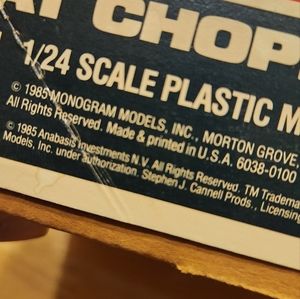 AT CHOP
1/24 SCALE PLASTIC M
© 1985 MONOGRAM MODELS, INC., MORTON GROVE
All Rights Reserved. Made & printed in U.S.A. 6038-0100
© 1985 Anabasis Investments N.V. All Rights Reserved. TM Tradema
Models, Inc. under authorization. Stephen J. Cannell Prods., Licensing